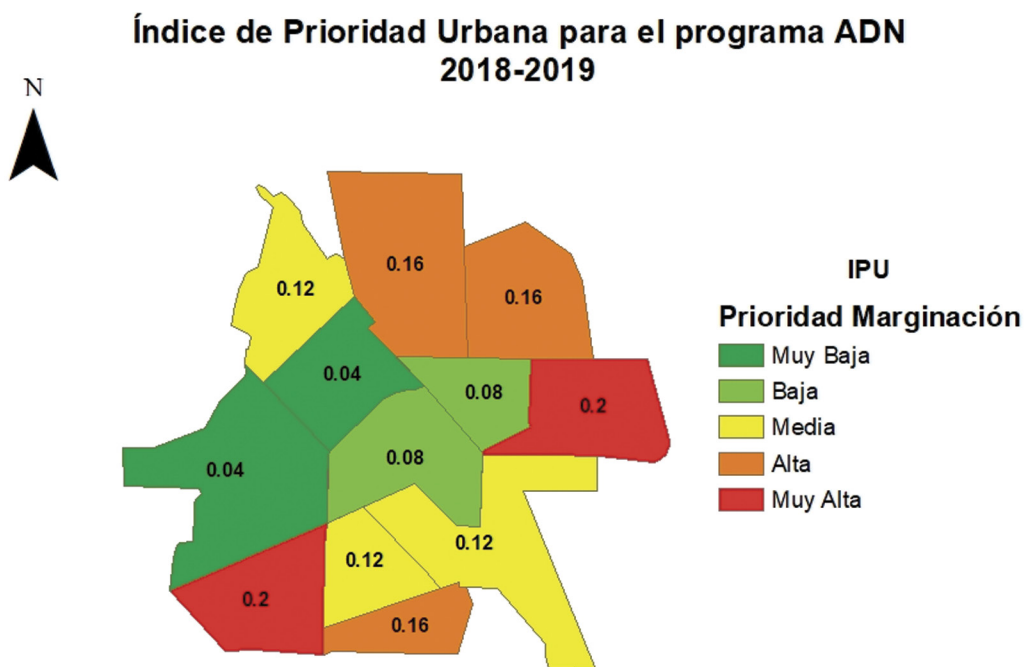 Índice de Prioridad Urbana para el programa ADN
2018-2019
N
0.16
0.12
0.16
0.04
0.08
0.2
0.08
0.04
0.12
0.12
0.2
0.16
IPU
Prioridad Marginación
Muy Baja
Baja
Media
Alta
Muy Alta